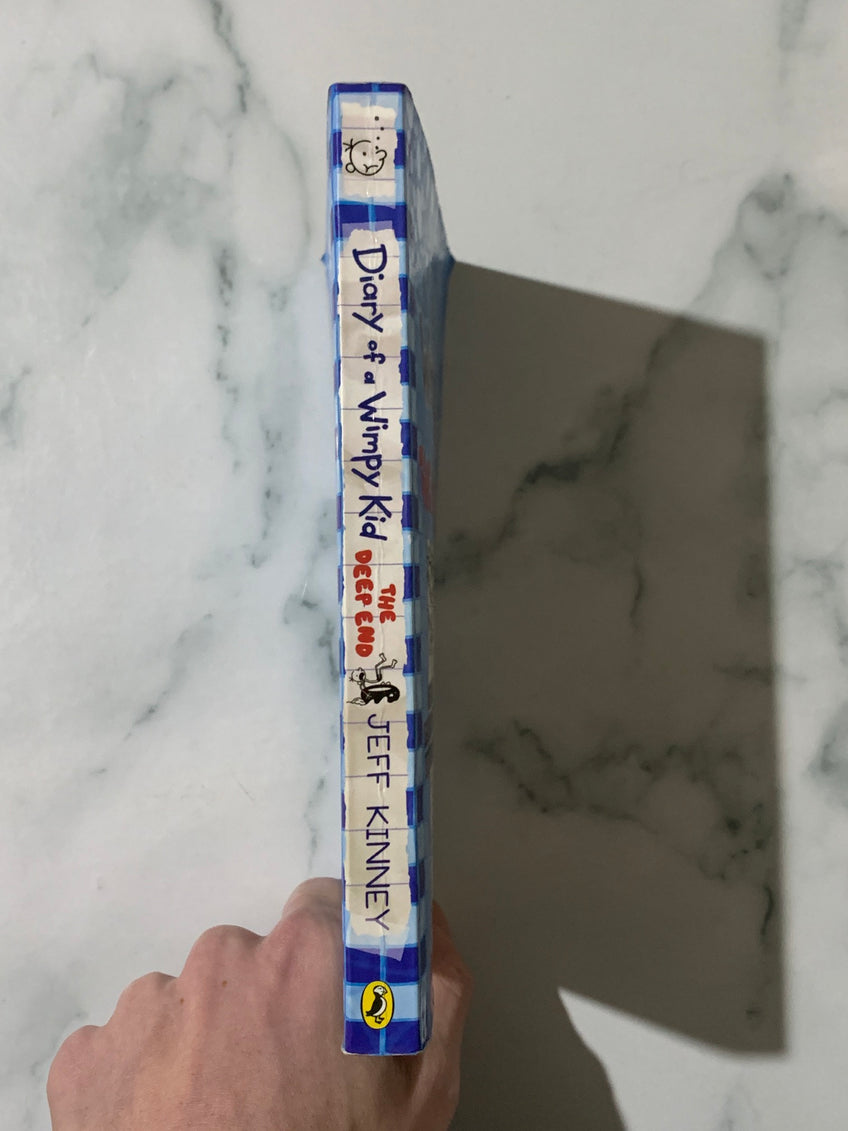 Diary of a Wimpy Kid
THE
DEEP END
JEFF KINNEY